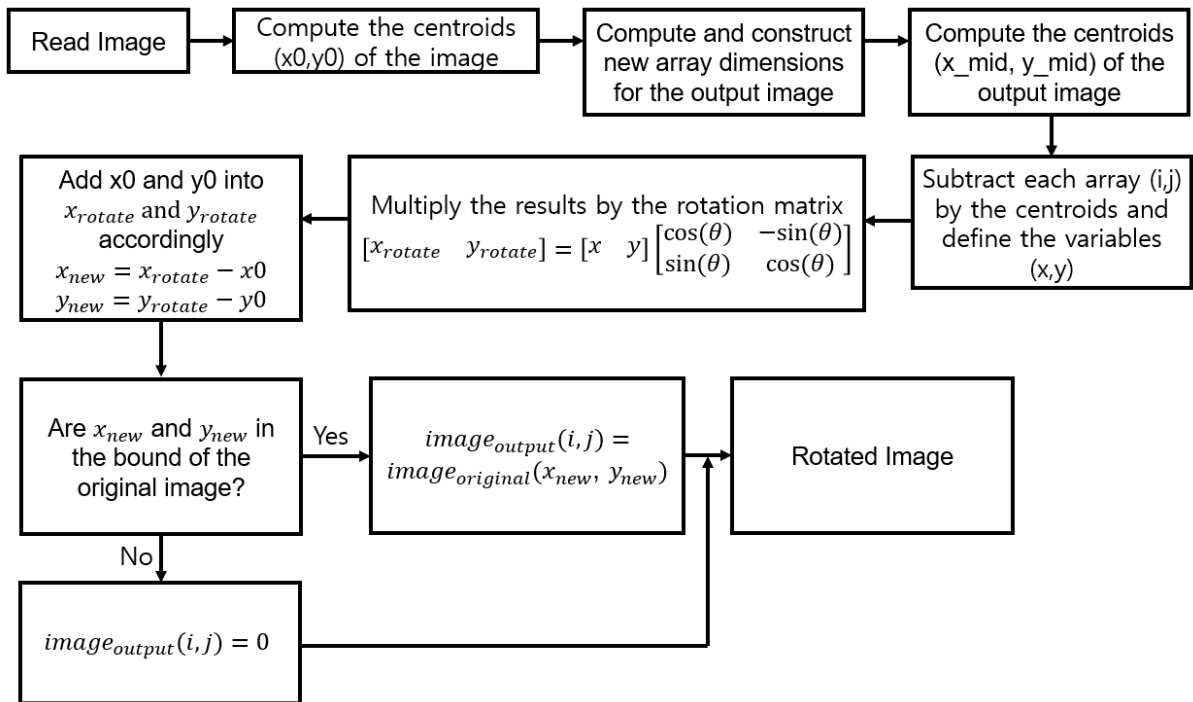 Read Image
Compute the centroids
(x0,y0) of the image
Compute and construct
new array dimensions
for the output image
Compute the centroids
(x_mid, y_mid) of the
output image
Subtract each array (i,j)
by the centroids and
define the variables
(x,y)
Multiply the results by the rotation matrix
[x_rotate y_rotate] = [x y] [cos(θ) −sin(θ)
sin(θ) cos(θ)]
Add x0 and y0 into
x_rotate and y_rotate
accordingly
x_new = x_rotate − x0
y_new = y_rotate − y0
Are x_new and y_new in
the bound of the
original image?
Yes
image_output(i, j) =
image_original(x_new, y_new)
Rotated Image
No
image_output(i, j) = 0